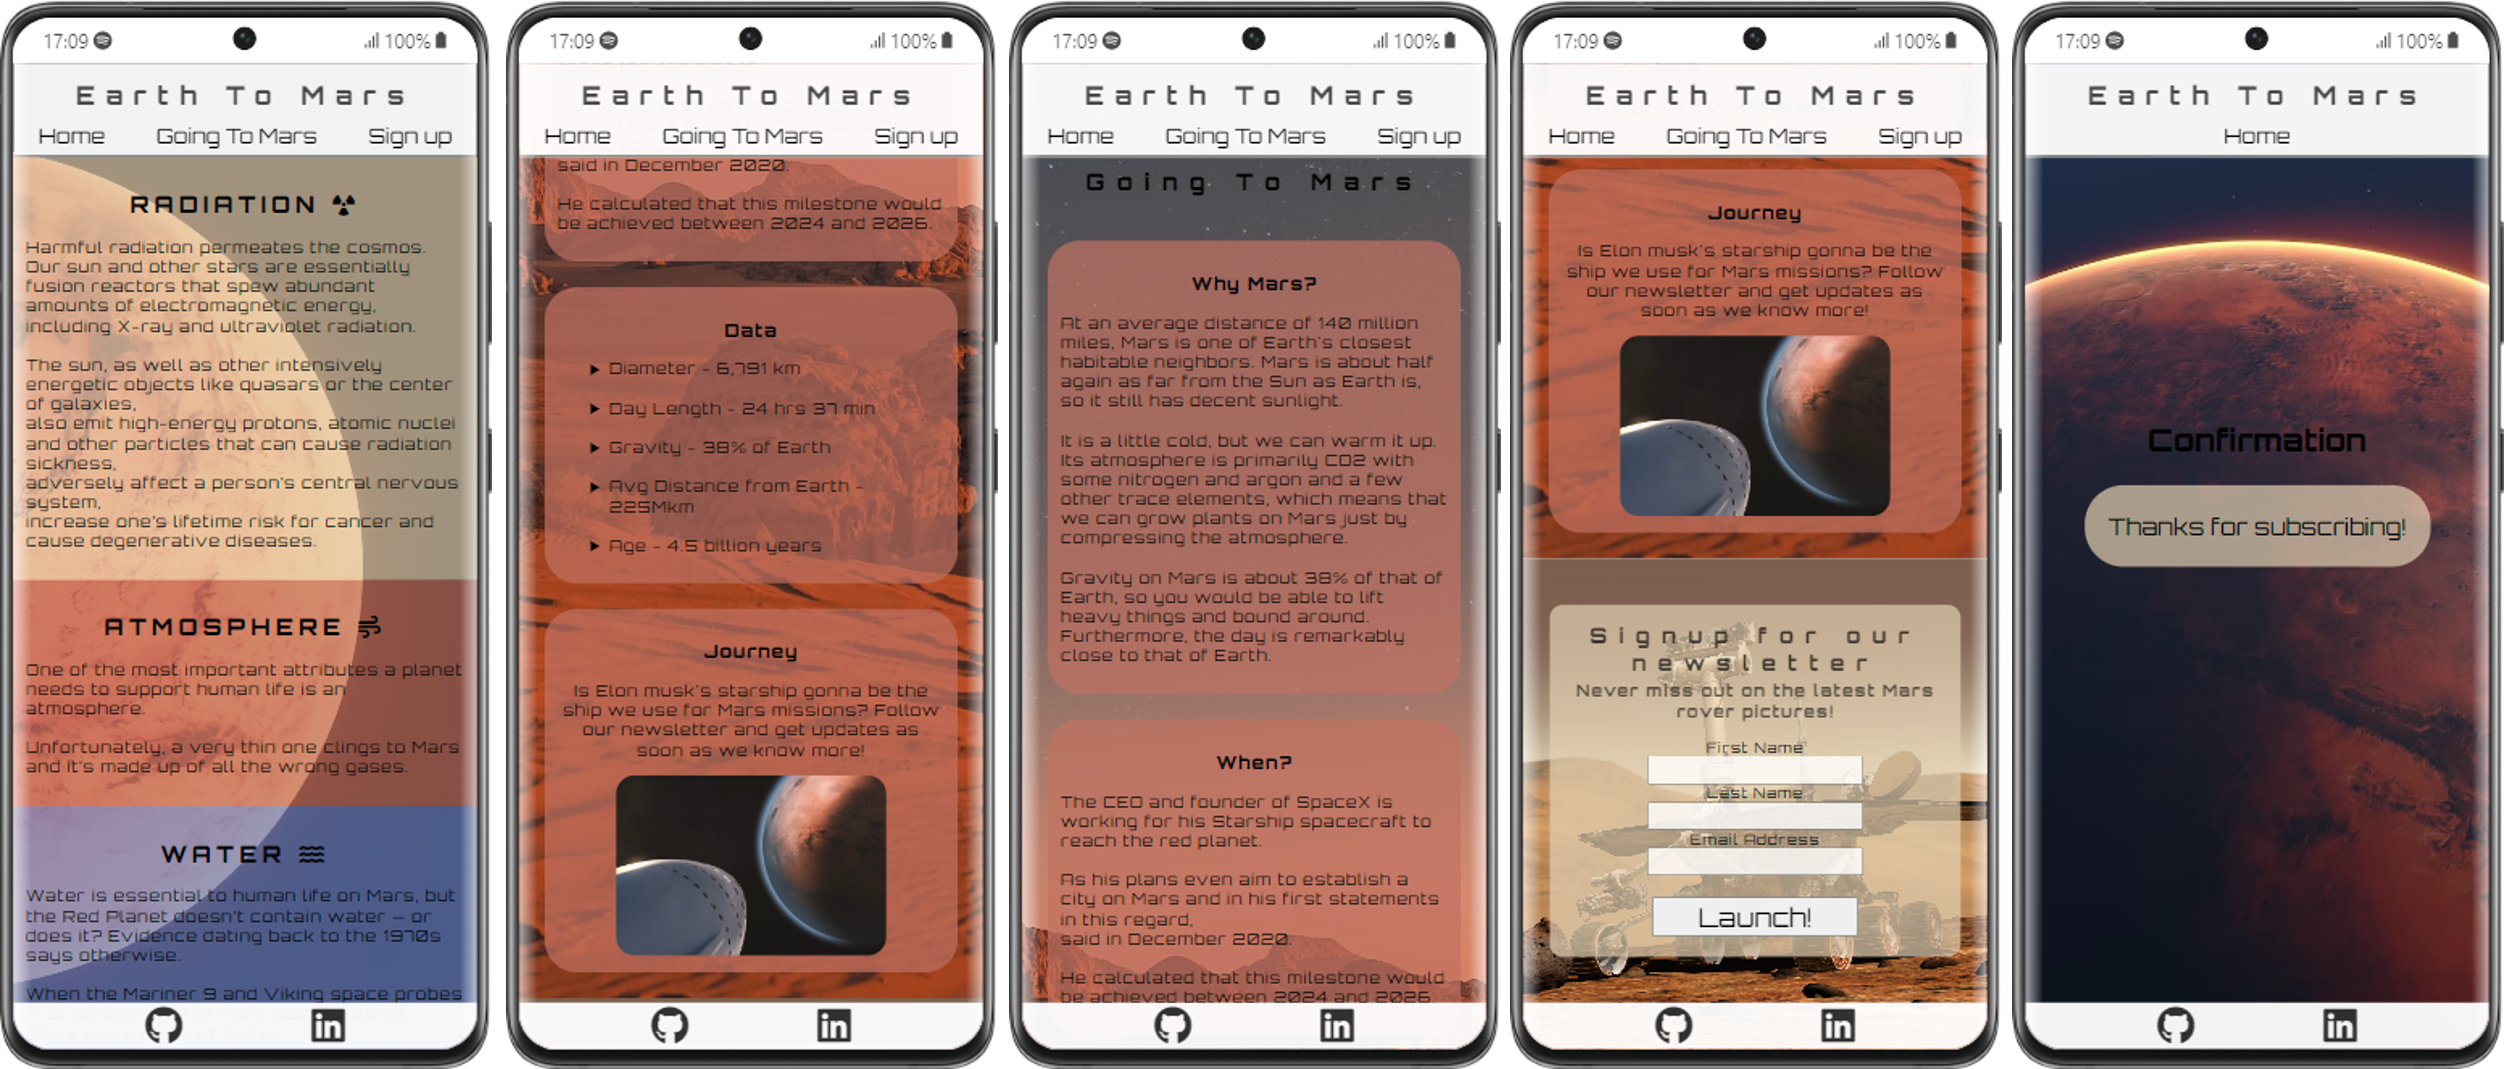 17:09
100%
Earth To Mars
Home Going To Mars Sign up
RADIATION
Harmful radiation permeates the cosmos.
Our sun and other stars are essentially
fusion reactors that spew abundant
amounts of electromagnetic energy,
including X-ray and ultraviolet radiation.
The sun, as well as other intensively
energetic objects like quasars or the center
of galaxies,
also emit high-energy protons, atomic nuclei
and other particles that can cause radiation
sickness,
adversely affect a person's central nervous
system,
increase one's lifetime risk for cancer and
cause degenerative diseases.
ATMOSPHERE
One of the most important attributes a planet
needs to support human life is an
atmosphere.
Unfortunately, a very thin one clings to Mars
and it's made up of all the wrong gases.
WATER
Water is essential to human life on Mars, but
the Red Planet doesn't contain water – or
does it? Evidence dating back to the 1970s
says otherwise.
When the Mariner 9 and Viking space probes
in
17:09
100%
Earth To Mars
Home Going To Mars Sign up
said in December 2020.
He calculated that this milestone would
be achieved between 2024 and 2026.
Data
Diameter - 6,791 km
Day Length - 24 hrs 37 min
Gravity - 38% of Earth
Avg Distance from Earth -
225Mkm
Age - 4.5 billion years
Journey
Is Elon musk's starship gonna be the
ship we use for Mars missions? Follow
our newsletter and get updates as
soon as we know more!
in
17:09
100%
Earth To Mars
Home Going To Mars Sign up
Going To Mars
Why Mars?
At an average distance of 140 million
miles, Mars is one of Earth's closest
habitable neighbors. Mars is about half
again as far from the Sun as Earth is,
so it still has decent sunlight.
It is a little cold, but we can warm it up.
Its atmosphere is primarily CO2 with
some nitrogen and argon and a few
other trace elements, which means that
we can grow plants on Mars just by
compressing the atmosphere.
Gravity on Mars is about 38% of that of
Earth, so you would be able to lift
heavy things and bound around.
Furthermore, the day is remarkably
close to that of Earth.
When?
The CEO and founder of SpaceX is
working for his Starship spacecraft to
reach the red planet.
As his plans even aim to establish a
city on Mars and in his first statements
in this regard,
said in December 2020.
He calculated that this milestone would
be achieved between 2024 and 2026
in
17:09
100%
Earth To Mars
Home Going To Mars Sign up
Journey
Is Elon musk's starship gonna be the
ship we use for Mars missions? Follow
our newsletter and get updates as
soon as we know more!
Signup for our
newsletter
Never miss out on the latest Mars
rover pictures!
First Name
Last Name
Email Address
Launch!
in
17:09
100%
Earth To Mars
Home
Confirmation
Thanks for subscribing!
in